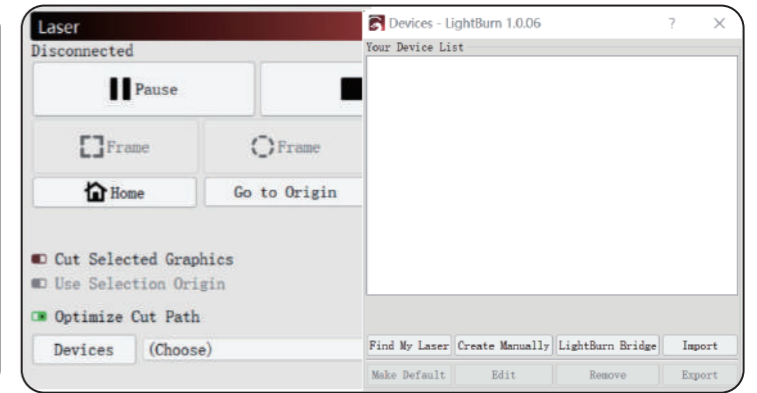 Laser
Disconnected
Pause
Frame
Frame
Home
Go to Origin
Cut Selected Graphics
Use Selection Origin
Optimize Cut Path
Devices
(Choose)
Devices - LightBurn 1.0.06
?
Your Device List
Find My Laser
Create Manually
LightBurn Bridge
Import
Make Default
Edit
Remove
Export